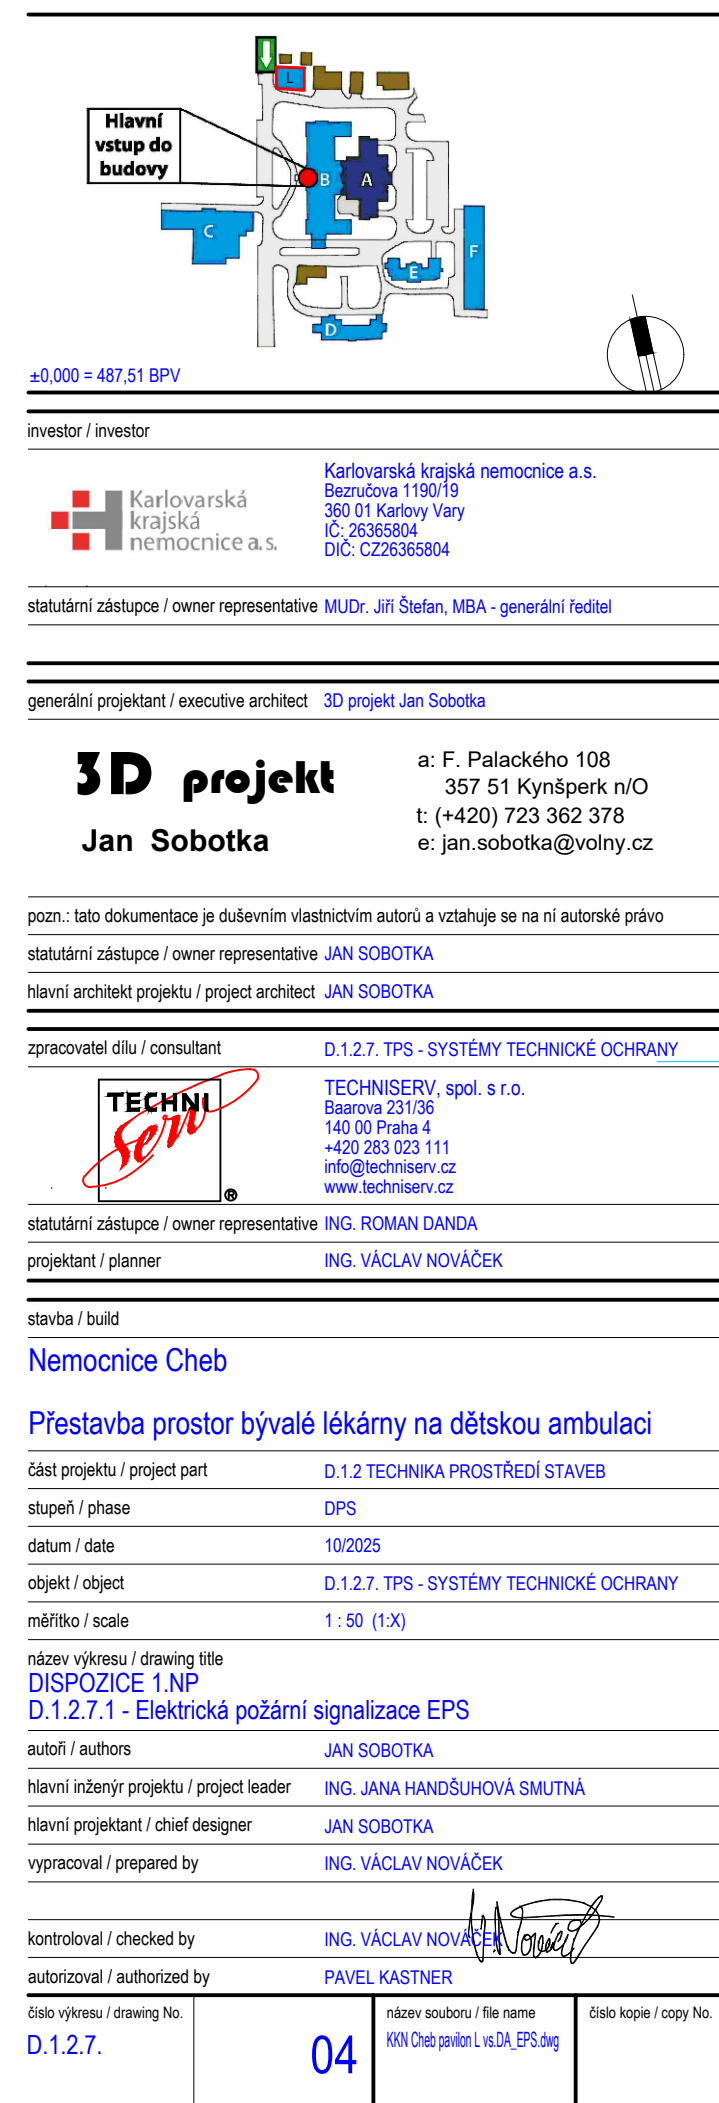 L
Hlavní
vstup do
budovy
B
A
C
F
E
D
±0,000 = 487,51 BPV
investor / investor
Karlovarská
krajská
nemocnice a.s.
Karlovarská krajská nemocnice a.s.
Bezručova 1190/19
360 01 Karlovy Vary
IČ: 26365804
DIČ: CZ26365804
statutární zástupce / owner representative MUDr. Jiří Štefan, MBA - generální ředitel
generální projektant / executive architect 3D projekt Jan Sobotka
3D projekt
Jan Sobotka
a: F. Palackého 108
357 51 Kynšperk n/O
t: (+420) 723 362 378
e: jan.sobotka@volny.cz
pozn.: tato dokumentace je duševním vlastnictvím autorů a vztahuje se na ní autorské právo
statutární zástupce / owner representative JAN SOBOTKA
hlavní architekt projektu / project architect JAN SOBOTKA
zpracovatel dílu / consultant D.1.2.7. TPS - SYSTÉMY TECHNICKÉ OCHRANY
TECHNI
Serv
®
TECHNISERV, spol. s r.o.
Baarova 231/36
140 00 Praha 4
+420 283 023 111
info@techniserv.cz
www.techniserv.cz
statutární zástupce / owner representative ING. ROMAN DANDA
projektant / planner ING. VÁCLAV NOVÁČEK
stavba / build
Nemocnice Cheb
Přestavba prostor bývalé lékárny na dětskou ambulaci
část projektu / project part D.1.2 TECHNIKA PROSTŘEDÍ STAVEB
stupeň / phase DPS
datum / date 10/2025
objekt / object D.1.2.7. TPS - SYSTÉMY TECHNICKÉ OCHRANY
měřítko / scale 1 : 50 (1:X)
název výkresu / drawing title
DISPOZICE 1.NP
D.1.2.7.1 - Elektrická požární signalizace EPS
autoři / authors JAN SOBOTKA
hlavní inženýr projektu / project leader ING. JANA HANDŠUHOVÁ SMUTNÁ
hlavní projektant / chief designer JAN SOBOTKA
vypracoval / prepared by ING. VÁCLAV NOVÁČEK
kontroloval / checked by ING. VÁCLAV NOVÁČEK
autorizoval / authorized by PAVEL KASTNER
číslo výkresu / drawing No.
D.1.2.7.
04
název souboru / file name
KKN Cheb pavilon L vs.DA_EPS.dwg
číslo kopie / copy No.